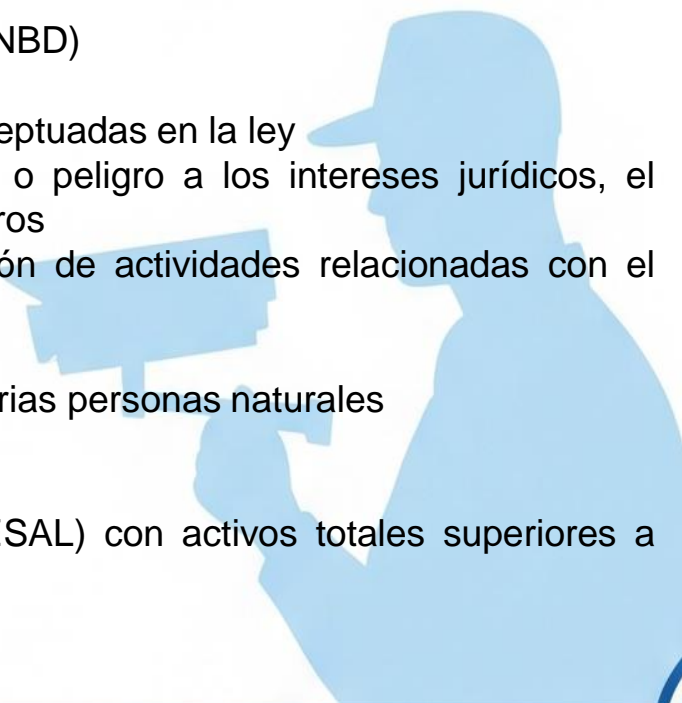 NBD)
eptuadas en la ley
o peligro a los intereses jurídicos, el
ros
ón de actividades relacionadas con el
rias personas naturales
SAL) con activos totales superiores a